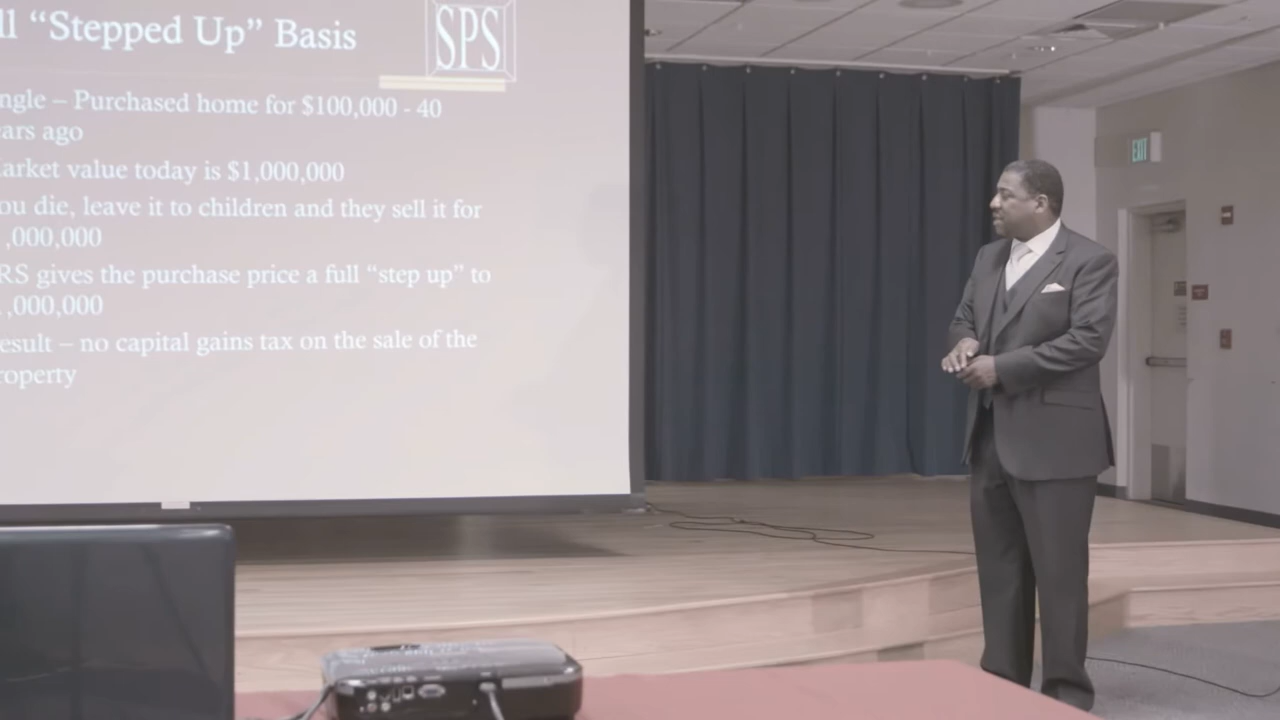 ll “Stepped Up” Basis
SPS
ngle – Purchased home for $100,000 - 40
ears ago
arket value today is $1,000,000
ou die, leave it to children and they sell it for
,000,000
RS gives the purchase price a full “step up” to
,000,000
esult – no capital gains tax on the sale of the
roperty
EXIT